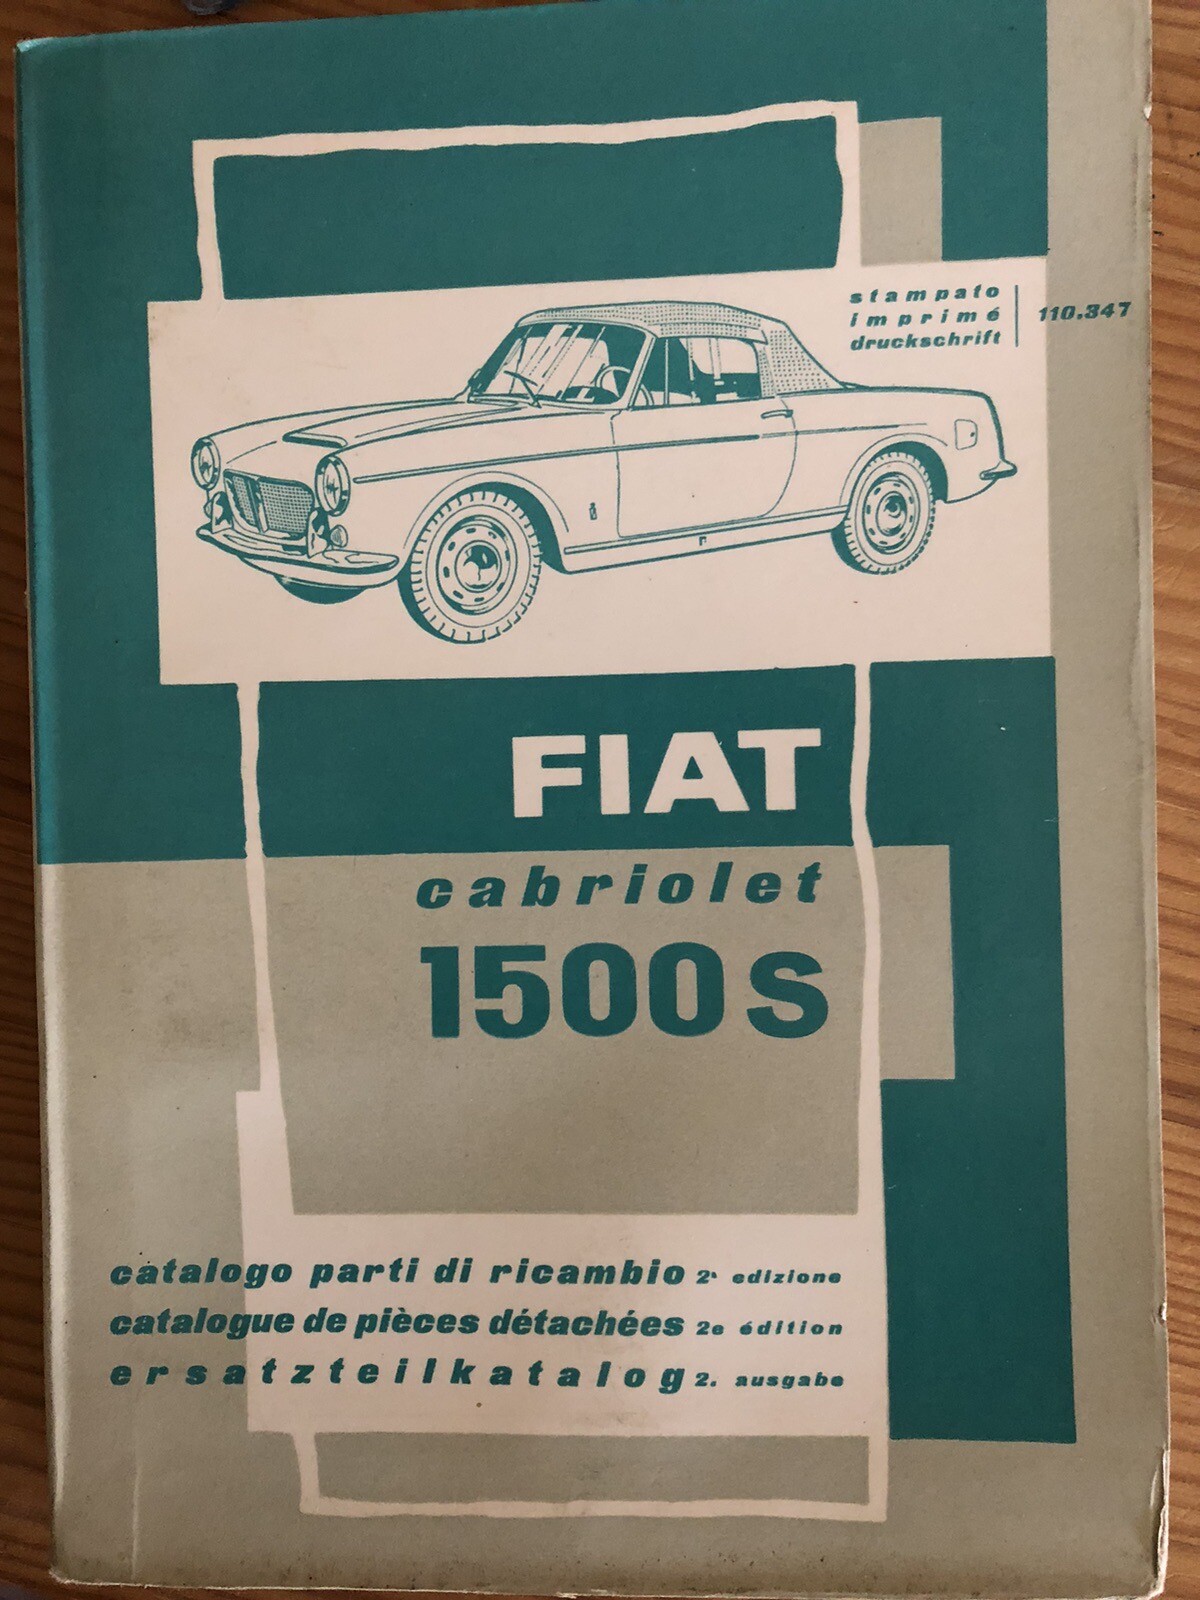 stampato
imprimé
druckschrift
110.347
FIAT
cabriolet
1500 S
catalogo parti di ricambio 2ª edizione
catalogue de pièces détachées 2e édition
ersatzteilkatalog 2. ausgabe